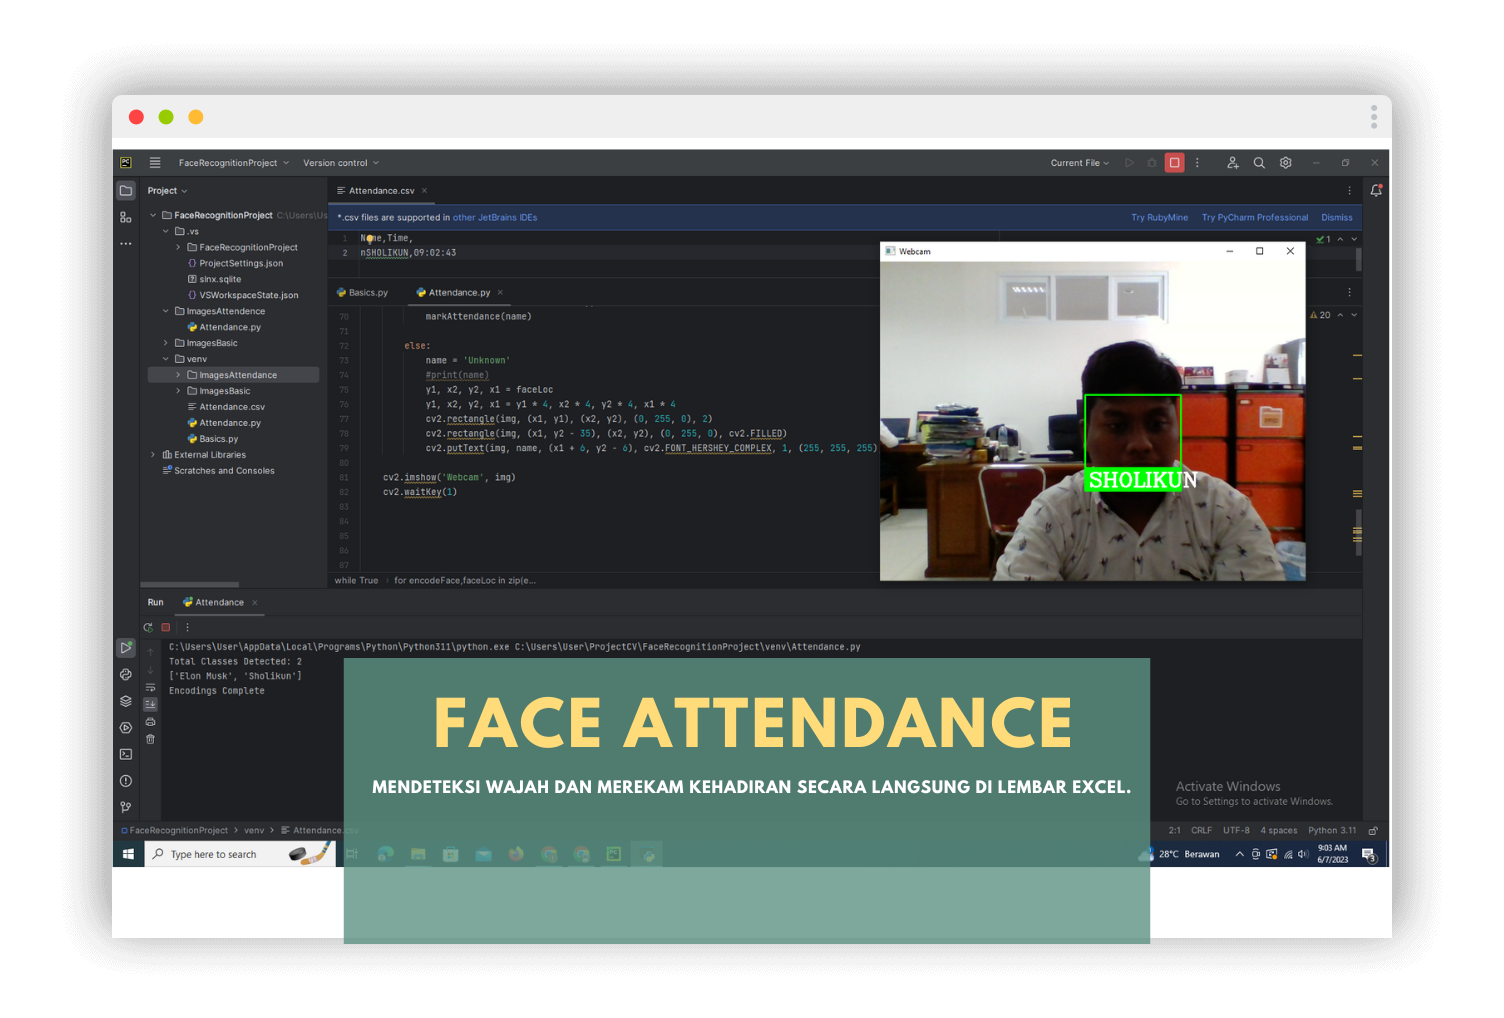 FaceRecognitionProject
Version control
Current File
Project
Attendance.csv
FaceRecognitionProject C:\Users\Us
.vs
FaceRecognitionProject
ProjectSettings.json
slnx.sqlite
VSWorkspaceState.json
ImagesAttendence
Attendance.py
ImagesBasic
venv
ImagesAttendance
ImagesBasic
Attendance.csv
Attendance.py
Basics.py
External Libraries
Scratches and Consoles
*.csv files are supported in other JetBrains IDEs
Try RubyMine
Try PyCharm Professional
Dismiss
1 Name,Time,
2 nSHOLIKUN,09:02:43
1
Basics.py
Attendance.py
20
70 markAttendance(name)
71
72 else:
73 name = 'Unknown'
74 #print(name)
75 y1, x2, y2, x1 = faceLoc
76 y1, x2, y2, x1 = y1 * 4, x2 * 4, y2 * 4, x1 * 4
77 cv2.rectangle(img, (x1, y1), (x2, y2), (0, 255, 0), 2)
78 cv2.rectangle(img, (x1, y2 - 35), (x2, y2), (0, 255, 0), cv2.FILLED)
79 cv2.putText(img, name, (x1 + 6, y2 - 6), cv2.FONT_HERSHEY_COMPLEX, 1, (255, 255, 255)
80
81 cv2.imshow('Webcam', img)
82 cv2.waitKey(1)
83
84
85
86
87
while True
for encodeFace,faceLoc in zip(e...
Webcam
SHOLIKUN
Run
Attendance
C:\Users\User\AppData\Local\Programs\Python\Python311\python.exe C:\Users\User\ProjectCV\FaceRecognitionProject\venv\Attendance.py
Total Classes Detected: 2
['Elon Musk', 'Sholikun']
Encodings Complete
FACE ATTENDANCE
MENDETEKSI WAJAH DAN MEREKAM KEHADIRAN SECARA LANGSUNG DI LEMBAR EXCEL.
Activate Windows
Go to Settings to activate Windows.
FaceRecognitionProject > venv > Attendance.csv
2:1 CRLF UTF-8 4 spaces Python 3.11
Type here to search
28°C Berawan
9:03 AM
6/7/2023
3